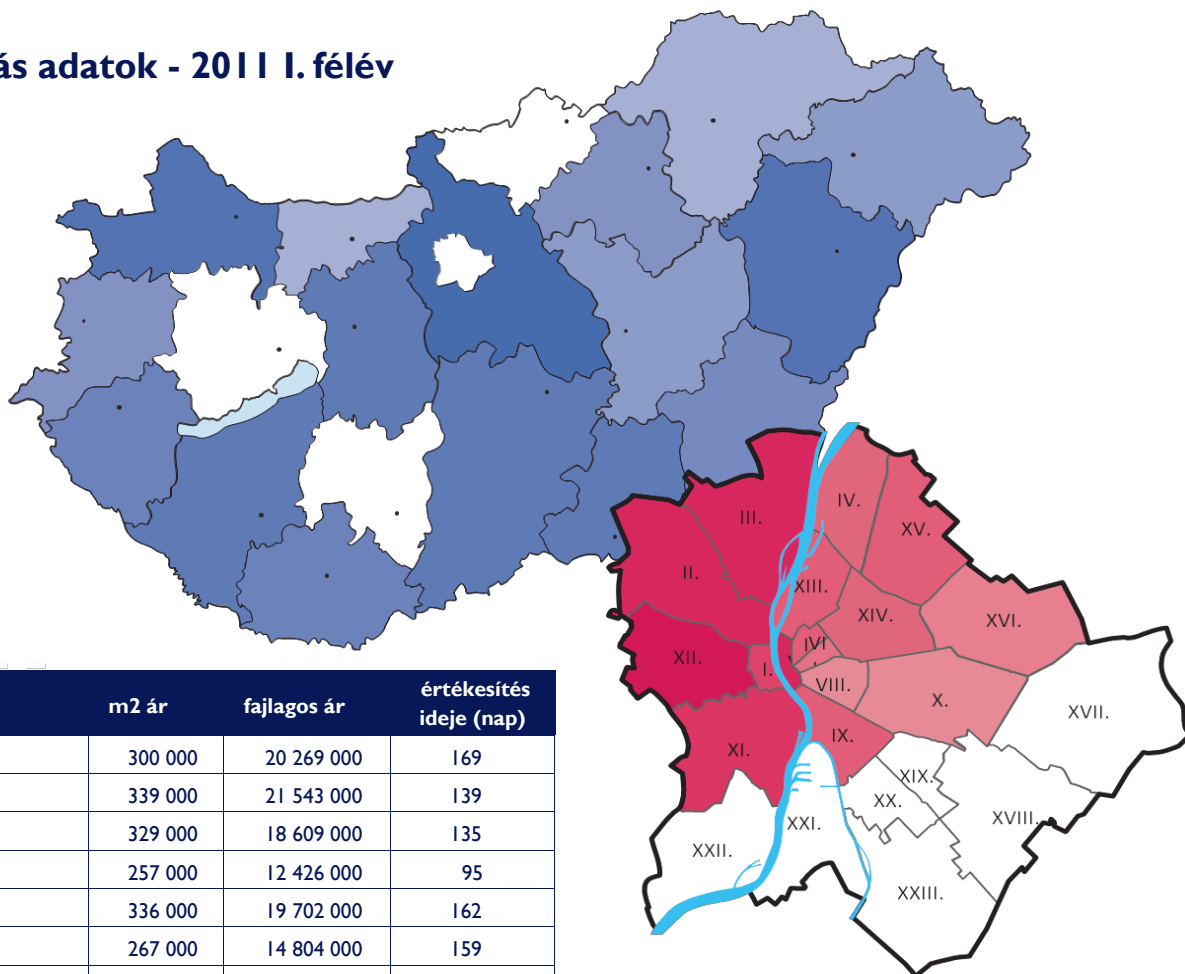 ás adatok - 2011 I. félév
m2 ár fajlagos ár értékesítés
ideje (nap)
300 000 20 269 000 169
339 000 21 543 000 139
329 000 18 609 000 135
257 000 12 426 000 95
336 000 19 702 000 162
267 000 14 804 000 159
IV.
III.
XV.
II.
XIII.
XIV.
XVI.
XII.
I.
VIII.
X.
XVII.
XI.
IX.
XIX.
XX.
XXI.
XVIII.
XXII.
XXIII.